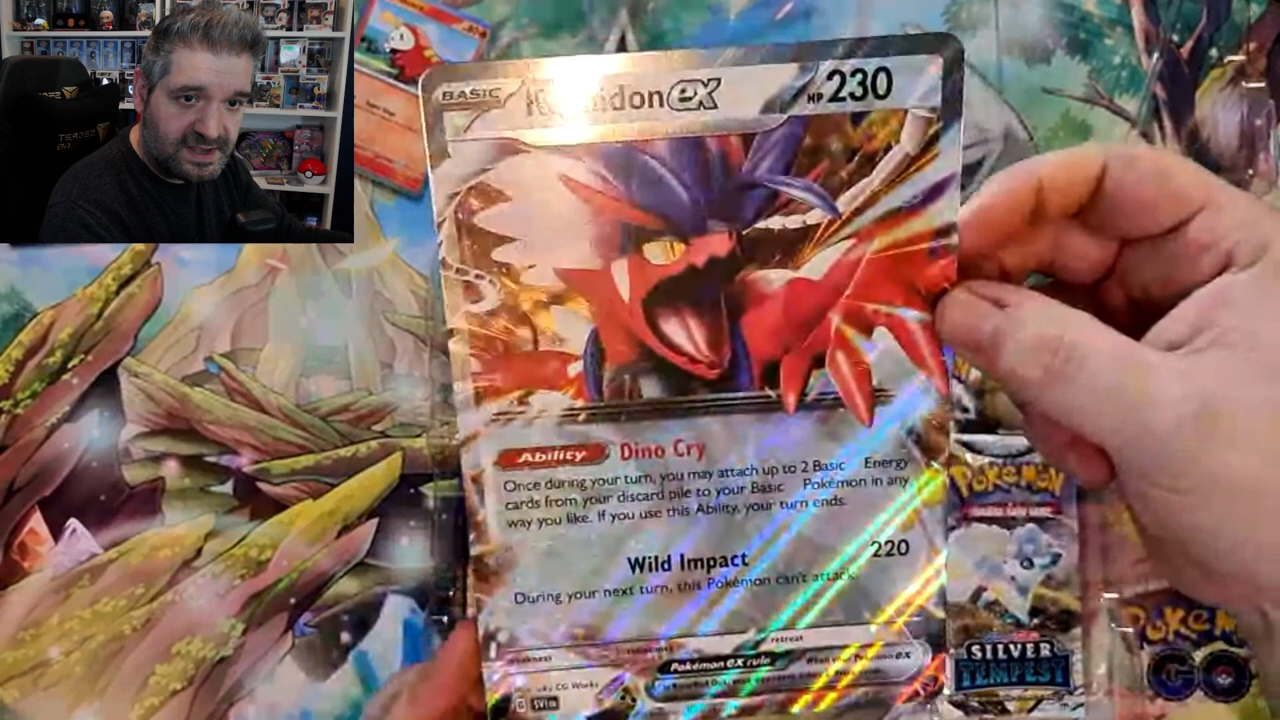 BASIC
ex
HP 230
Ability Dino Cry
Once during your turn, you may attach up to 2 Basic Energy
cards from your discard pile to your Basic Pokémon in any
way you like. If you use this Ability, your turn ends.
Wild Impact 220
During your next turn, this Pokémon can't attack.
retreat
Pokémon ex rule
G SVI EN
POKéMON
SILVER
TEMPEST
POKéMON
GO